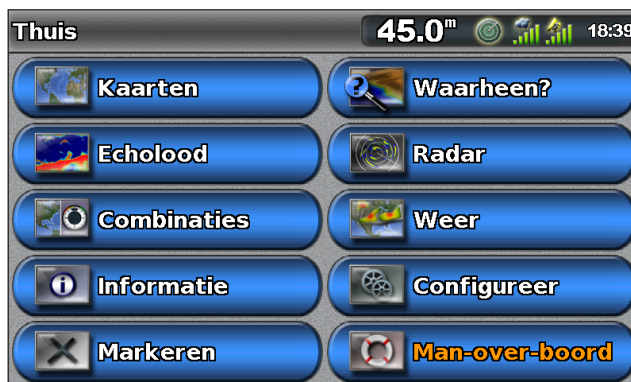 Thuis 45.0m 18:39
Kaarten Waarheen?
Echolood Radar
Combinaties Weer
Informatie Configureer
Markeren Man-over-boord